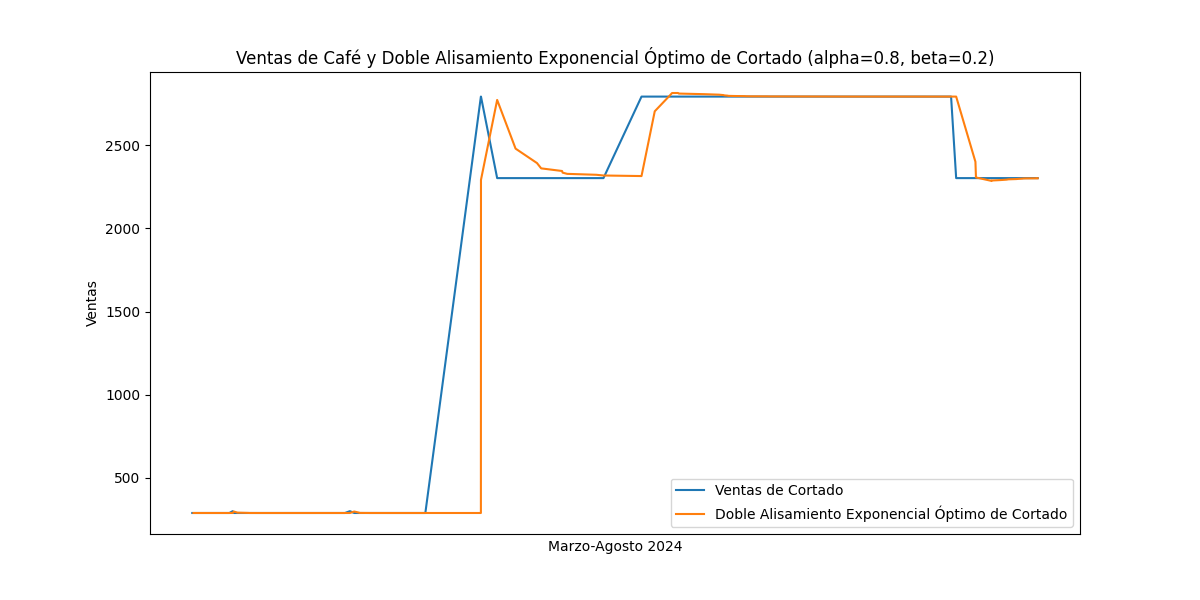 Ventas de Café y Doble Alisamiento Exponencial Óptimo de Cortado (alpha=0.8, beta=0.2)
Ventas
2500
2000
1500
1000
500
Ventas de Cortado
Doble Alisamiento Exponencial Óptimo de Cortado
Marzo-Agosto 2024